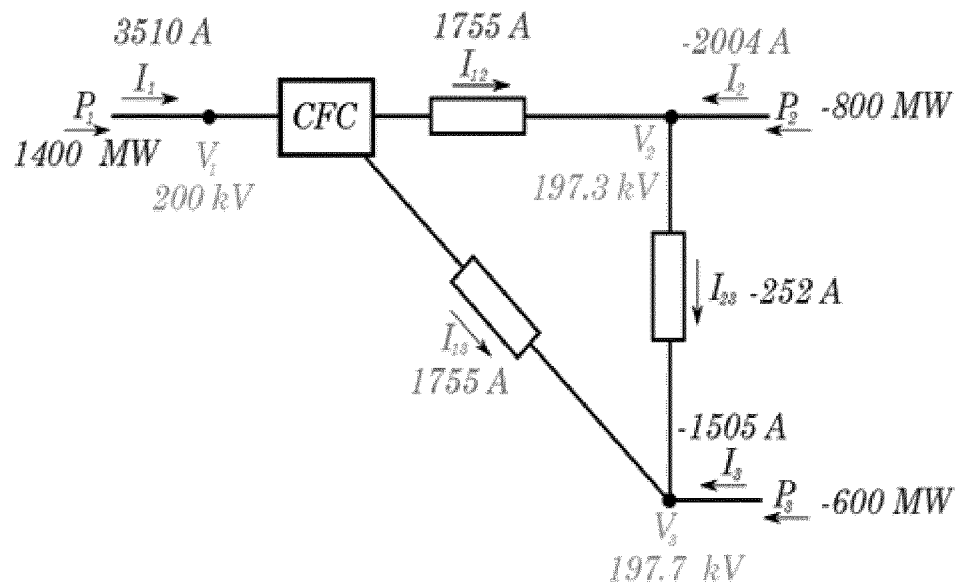 3510 A
1755 A
-2004 A
I₁
I₁₂
I₂
P₁
CFC
P₂
-800 MW
1400 MW
V₁
V₂
200 kV
197.3 kV
I₂₃ -252 A
I₁₃
1755 A
-1505 A
I₃
P₃
-600 MW
V₃
197.7 kV